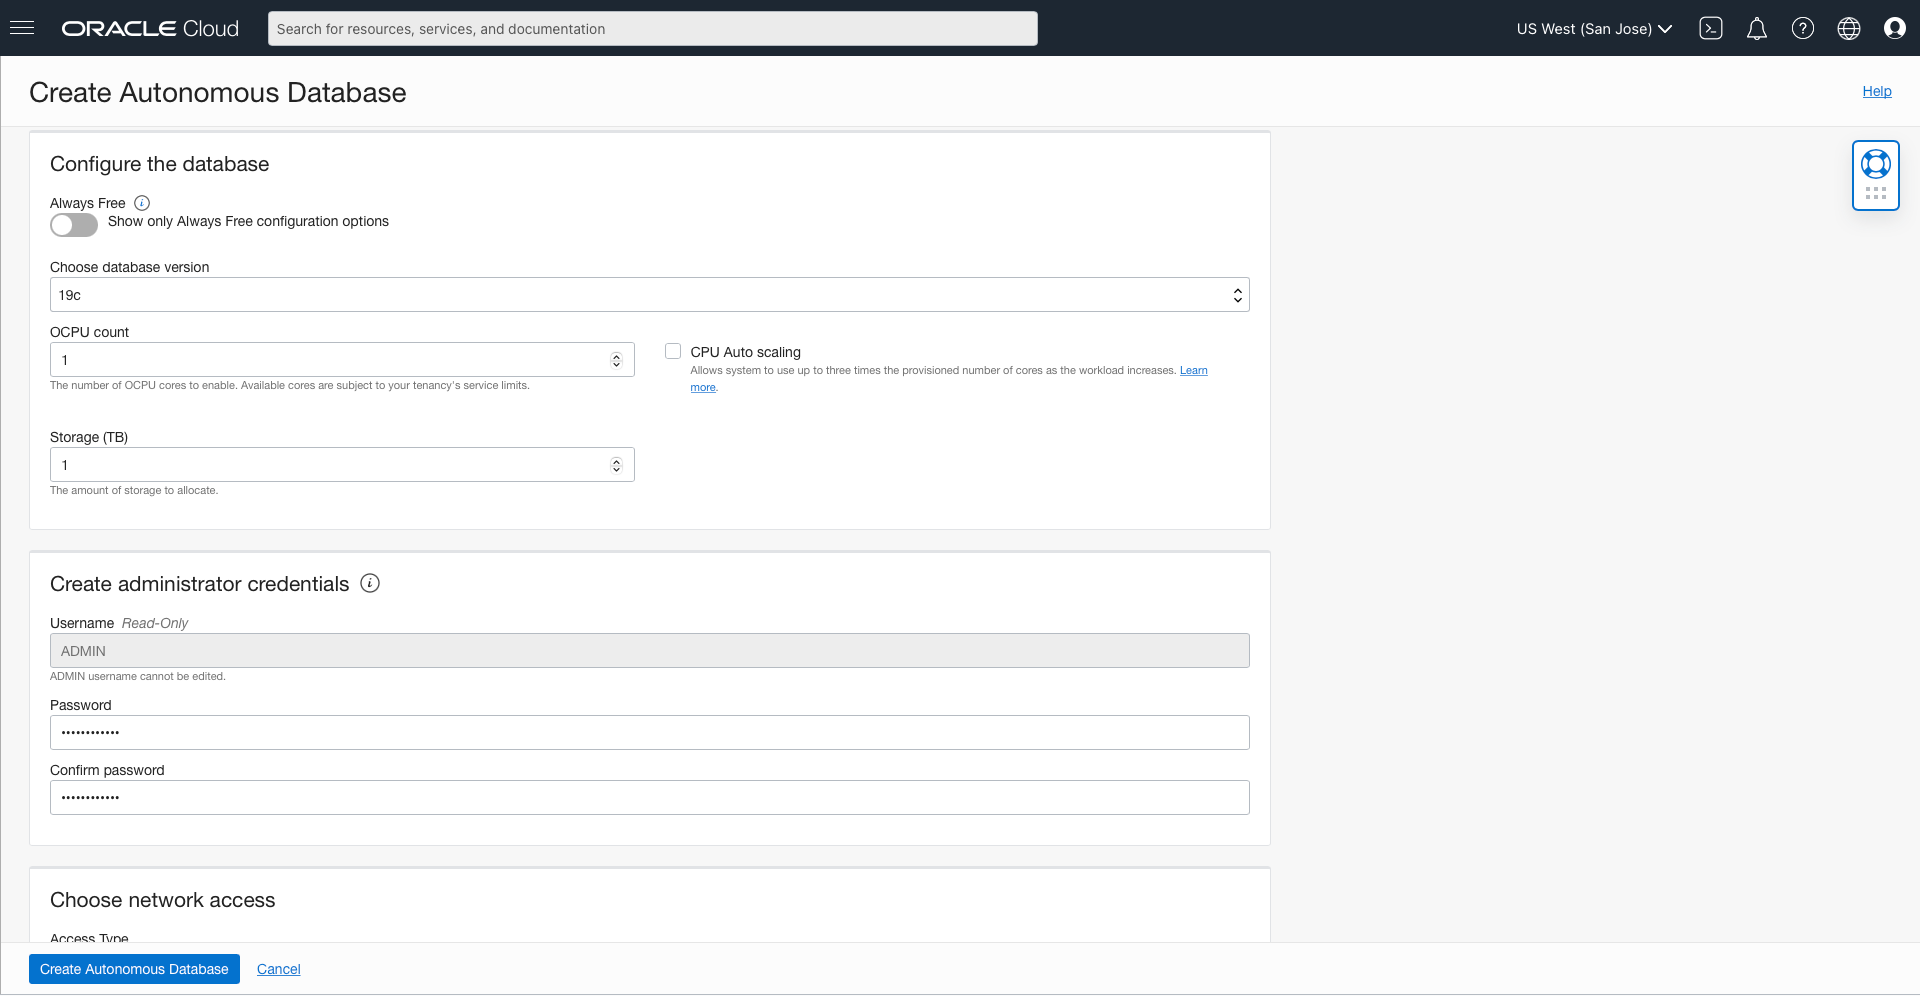 ORACLE Cloud
Search for resources, services, and documentation
US West (San Jose)
Create Autonomous Database
Help
Configure the database
Always Free
Show only Always Free configuration options
Choose database version
19c
OCPU count
1
The number of OCPU cores to enable. Available cores are subject to your tenancy's service limits.
CPU Auto scaling
Allows system to use up to three times the provisioned number of cores as the workload increases. Learn
more.
Storage (TB)
1
The amount of storage to allocate.
Create administrator credentials
Username Read-Only
ADMIN
ADMIN username cannot be edited.
Password
••••••••••••
Confirm password
••••••••••••
Choose network access
Access Type
Create Autonomous Database
Cancel